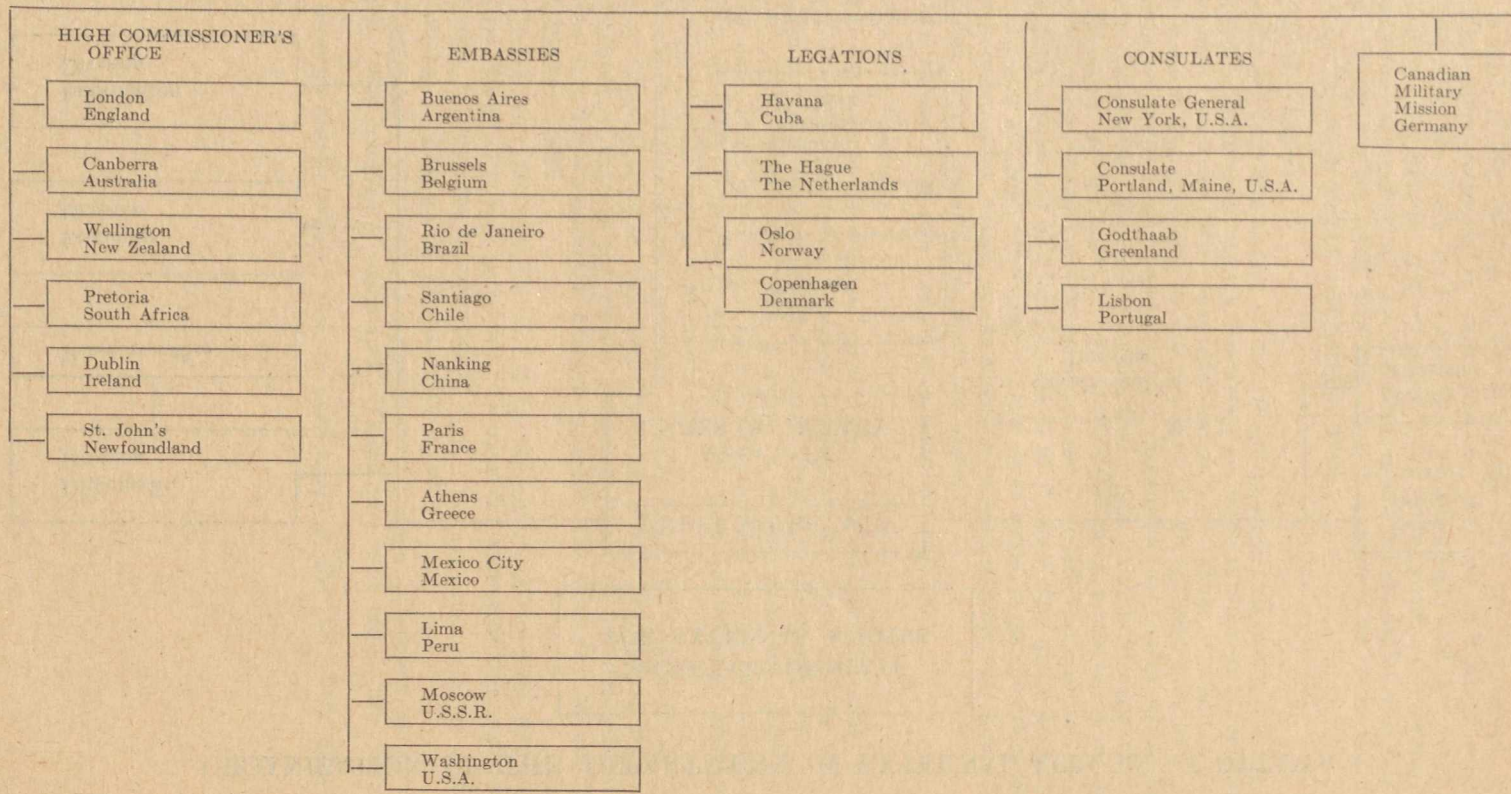 HIGH COMMISSIONER'S
OFFICE
London
England
Canberra
Australia
Wellington
New Zealand
Pretoria
South Africa
Dublin
Ireland
St. John's
Newfoundland
EMBASSIES
Buenos Aires
Argentina
Brussels
Belgium
Rio de Janeiro
Brazil
Santiago
Chile
Nanking
China
Paris
France
Athens
Greece
Mexico City
Mexico
Lima
Peru
Moscow
U.S.S.R.
Washington
U.S.A.
LEGATIONS
Havana
Cuba
The Hague
The Netherlands
Oslo
Norway
Copenhagen
Denmark
CONSULATES
Consulate General
New York, U.S.A.
Consulate
Portland, Maine, U.S.A.
Godthaab
Greenland
Lisbon
Portugal
Canadian
Military
Mission
Germany